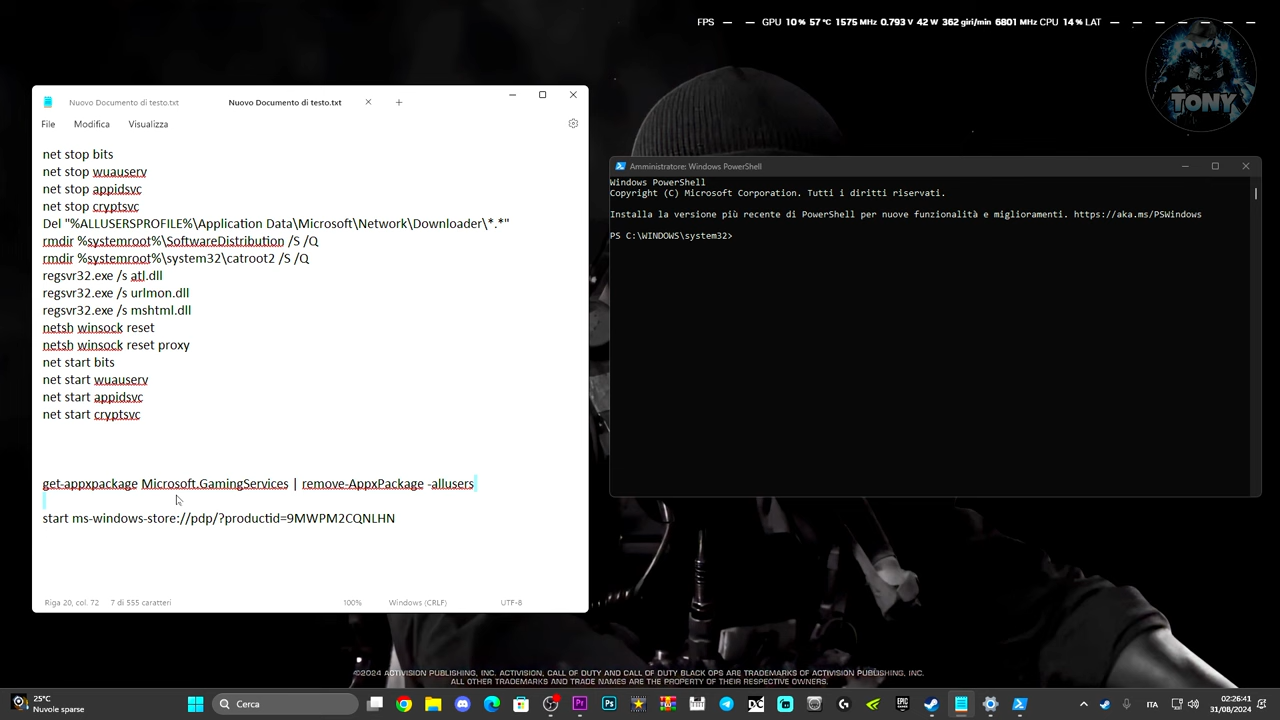 FPS — — GPU 10 % 57 °C 1575 MHz 0.793 V 42 W 362 giri/min 6801 MHz CPU 14 % LAT — — — — — —
TONY
Nuovo Documento di testo.txt
Nuovo Documento di testo.txt
File
Modifica
Visualizza
net stop bits
net stop wuauserv
net stop appidsvc
net stop cryptsvc
Del "%ALLUSERSPROFILE%\Application Data\Microsoft\Network\Downloader\*.*"
rmdir %systemroot%\SoftwareDistribution /S /Q
rmdir %systemroot%\system32\catroot2 /S /Q
regsvr32.exe /s atl.dll
regsvr32.exe /s urlmon.dll
regsvr32.exe /s mshtml.dll
netsh winsock reset
netsh winsock reset proxy
net start bits
net start wuauserv
net start appidsvc
net start cryptsvc
get-appxpackage Microsoft.GamingServices | remove-AppxPackage -allusers
start ms-windows-store://pdp/?productid=9MWPM2CQNLHN
Riga 20, col. 72
7 di 555 caratteri
100%
Windows (CRLF)
UTF-8
Amministratore: Windows PowerShell
Windows PowerShell
Copyright (C) Microsoft Corporation. Tutti i diritti riservati.
Installa la versione più recente di PowerShell per nuove funzionalità e miglioramenti. https://aka.ms/PSWindows
PS C:\WINDOWS\system32>
©2024 ACTIVISION PUBLISHING, INC. ACTIVISION, CALL OF DUTY AND CALL OF DUTY BLACK OPS ARE TRADEMARKS OF ACTIVISION PUBLISHING, INC.
ALL OTHER TRADEMARKS AND TRADE NAMES ARE THE PROPERTY OF THEIR RESPECTIVE OWNERS.
25°C
Nuvole sparse
Cerca
ITA
02:26:41
31/08/2024